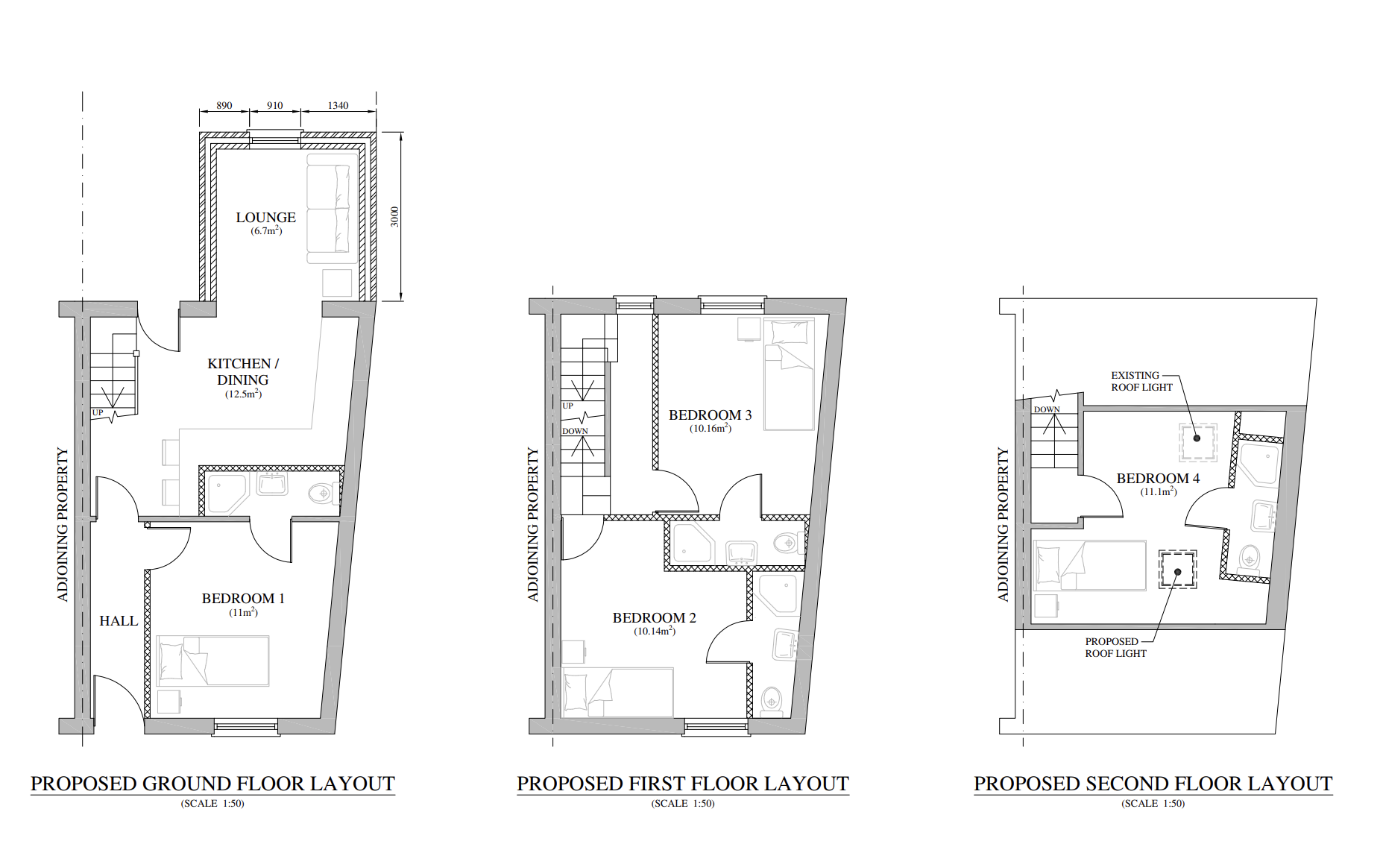 890 910 1340
3000
LOUNGE
(6.7m²)
KITCHEN /
DINING
(12.5m²)
UP
ADJOINING PROPERTY
BEDROOM 1
(11m²)
HALL
PROPOSED GROUND FLOOR LAYOUT
(SCALE 1:50)
UP
DOWN
BEDROOM 3
(10.16m²)
ADJOINING PROPERTY
BEDROOM 2
(10.14m²)
PROPOSED FIRST FLOOR LAYOUT
(SCALE 1:50)
EXISTING
ROOF LIGHT
DOWN
BEDROOM 4
(11.1m²)
ADJOINING PROPERTY
PROPOSED
ROOF LIGHT
PROPOSED SECOND FLOOR LAYOUT
(SCALE 1:50)